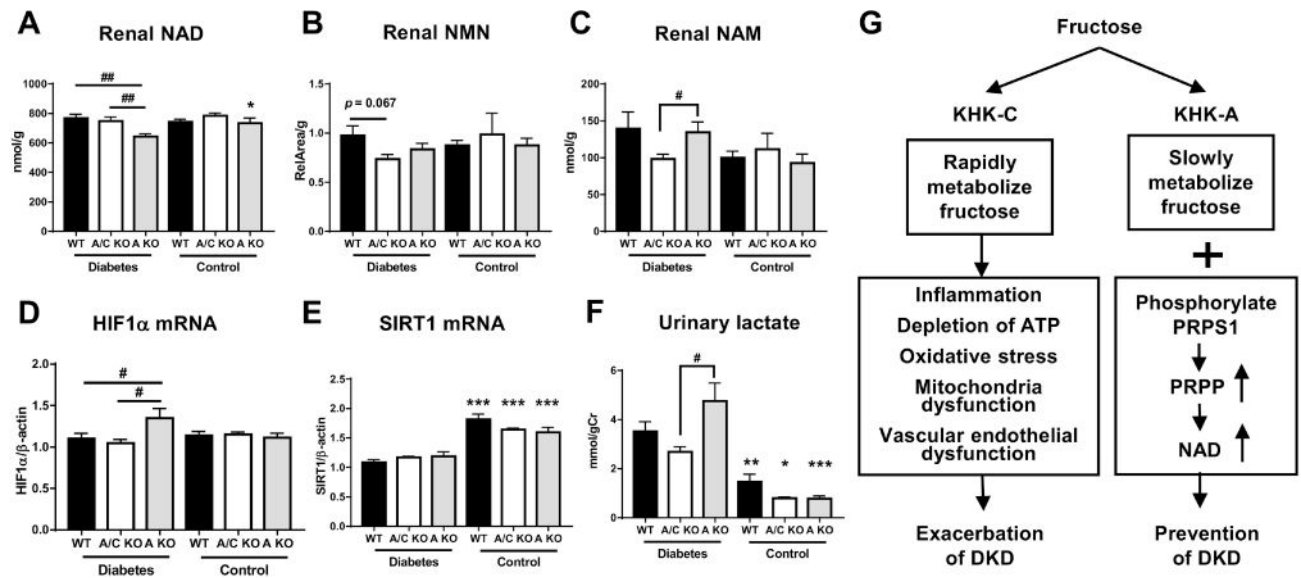 A
Renal NAD
nmol/g
1000
800
600
400
200
0
##
##
*
WT A/C KO A KO WT A/C KO A KO
Diabetes Control
B
Renal NMN
RelArea/g
1.5
1.0
0.5
0.0
p = 0.067
WT A/C KO A KO WT A/C KO A KO
Diabetes Control
C
Renal NAM
nmol/g
200
150
100
50
0
#
WT A/C KO A KO WT A/C KO A KO
Diabetes Control
D
HIF1α mRNA
HIF1α/β-actin
2.0
1.5
1.0
0.5
0.0
#
#
WT A/C KO A KO WT A/C KO A KO
Diabetes Control
E
SIRT1 mRNA
SIRT1/β-actin
2.5
2.0
1.5
1.0
0.5
0.0
*** *** ***
WT A/C KO A KO WT A/C KO A KO
Diabetes Control
F
Urinary lactate
mmol/gCr
6
4
2
0
#
** * ***
WT A/C KO A KO WT A/C KO A KO
Diabetes Control
G
Fructose
KHK-C
Rapidly
metabolize
fructose
Inflammation
Depletion of ATP
Oxidative stress
Mitochondria
dysfunction
Vascular endothelial
dysfunction
Exacerbation
of DKD
KHK-A
Slowly
metabolize
fructose
+
Phosphorylate
PRPS1
PRPP
NAD
Prevention
of DKD